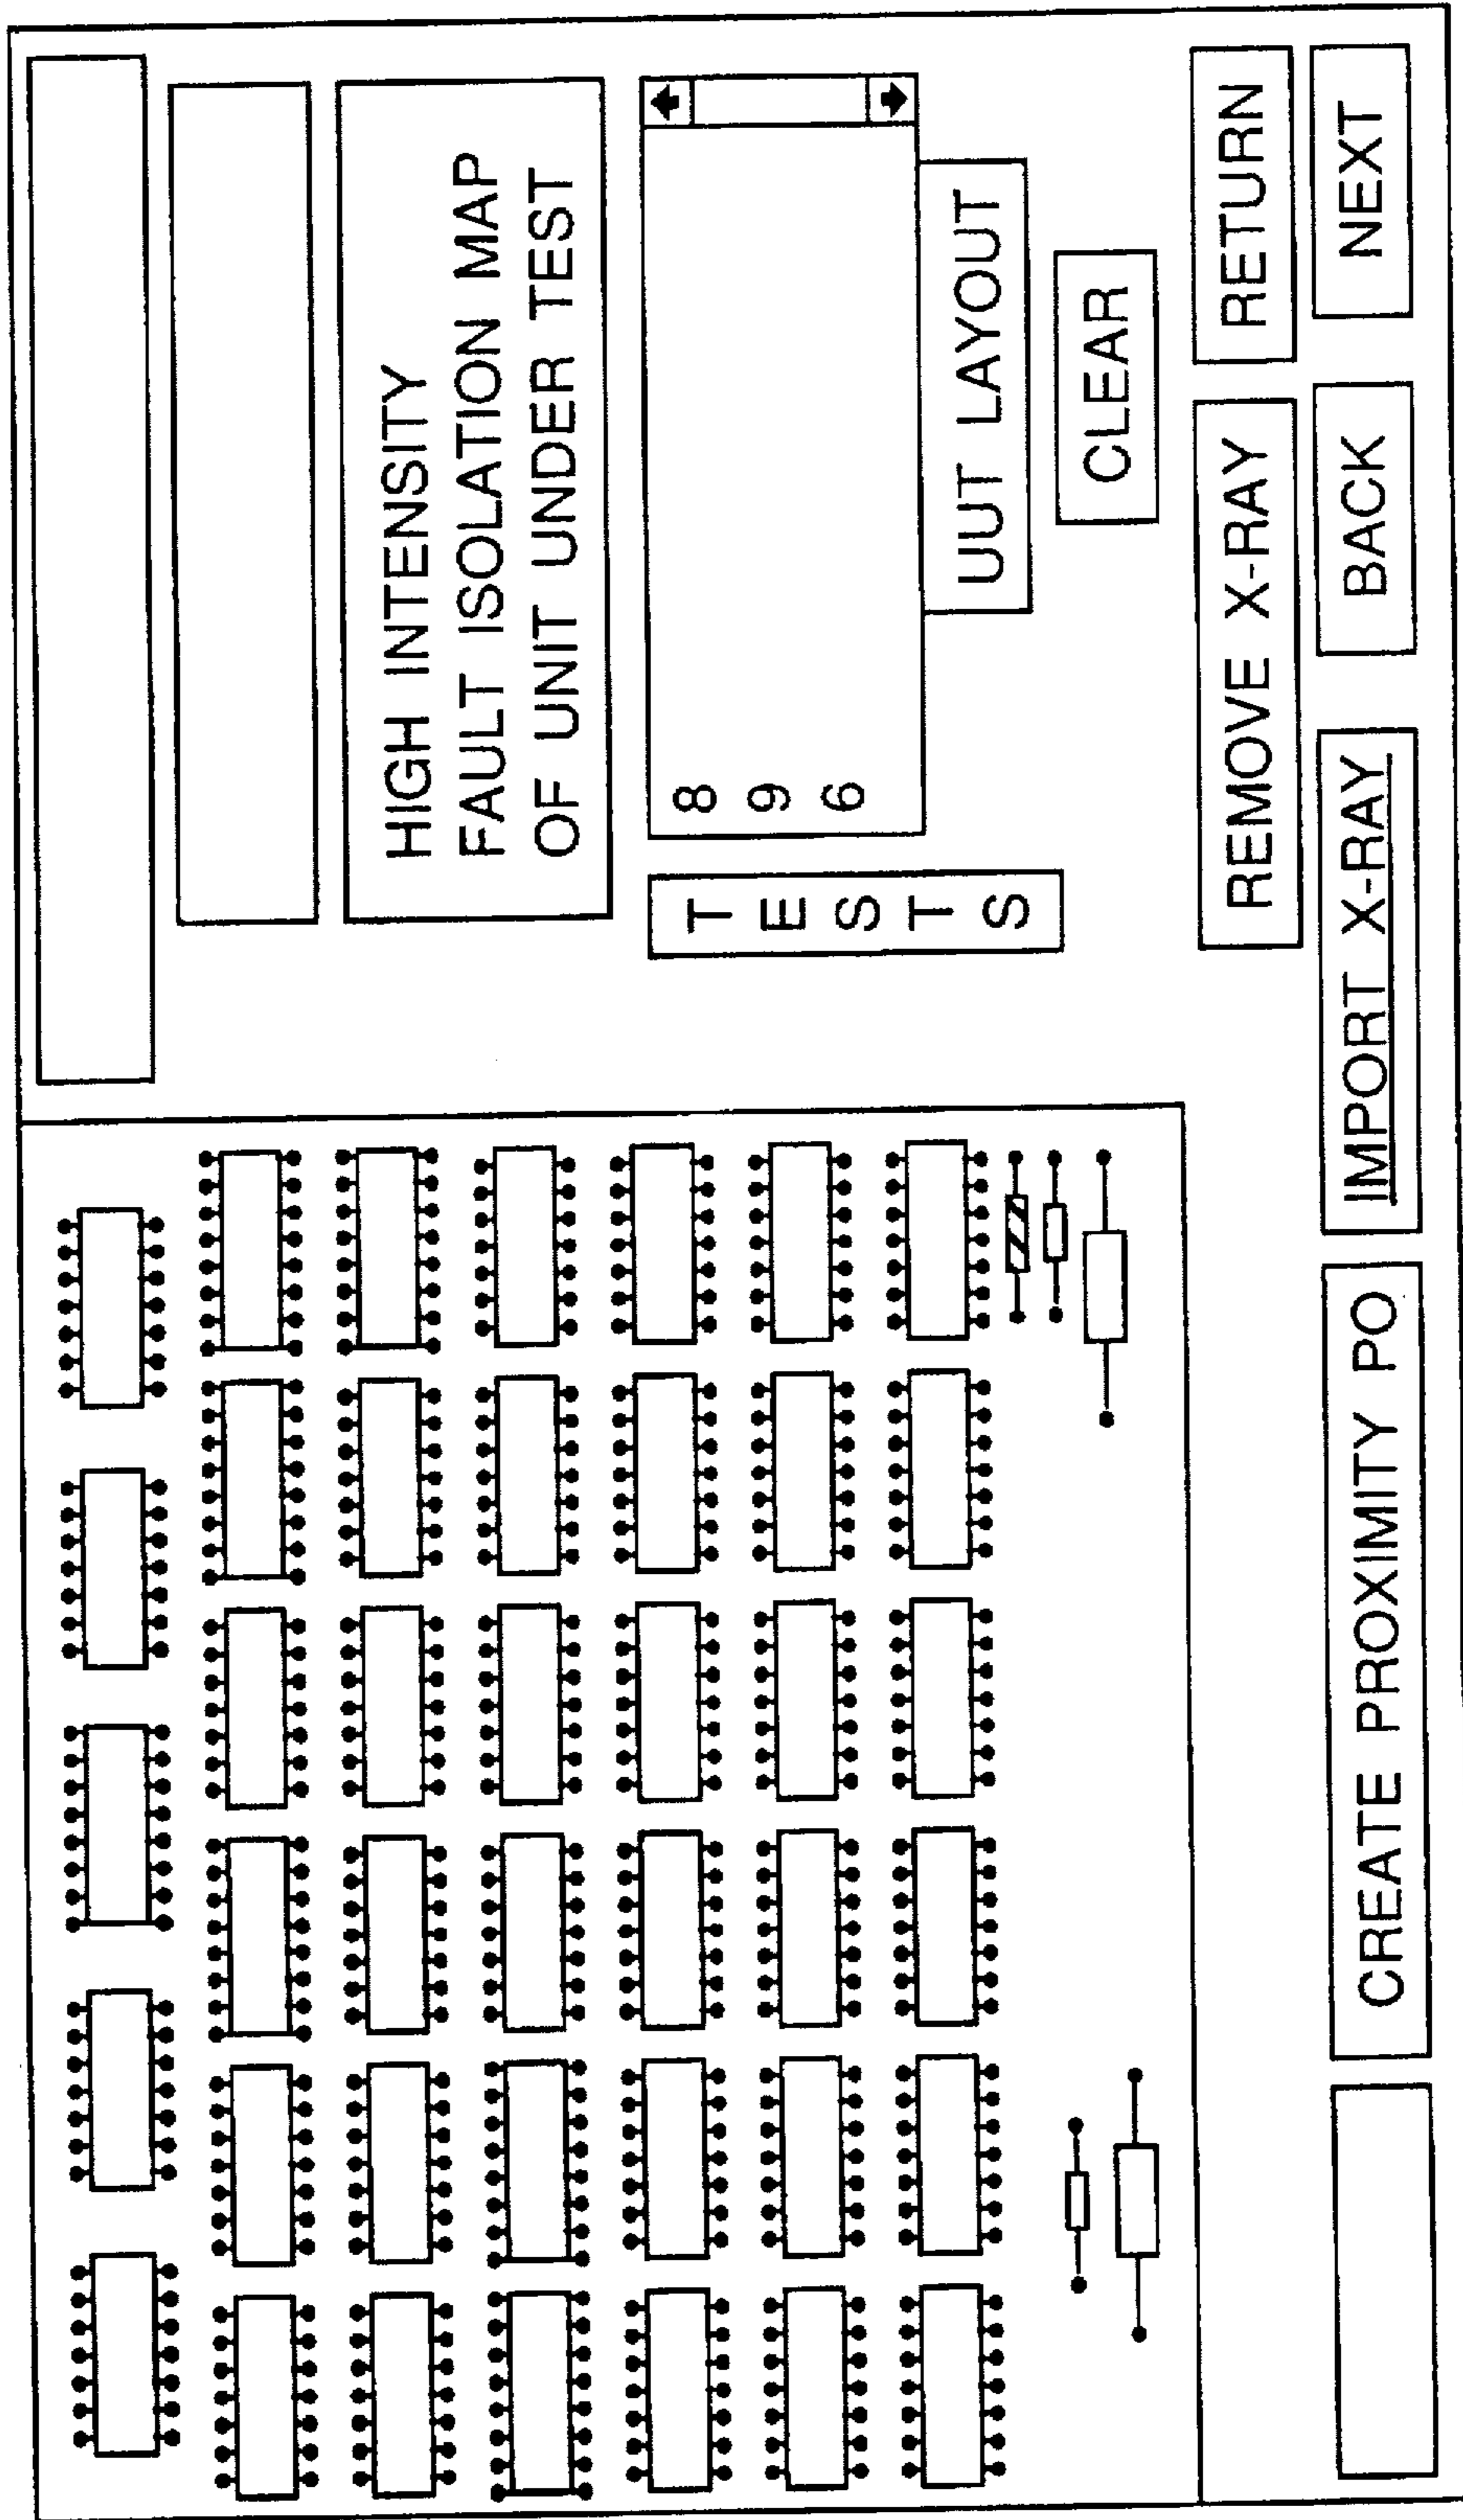 HIGH INTENSITY
FAULT ISOLATION MAP
OF UNIT UNDER TEST
T
E
S
T
S
8
9
6
UUT LAYOUT
CLEAR
REMOVE X-RAY
RETURN
CREATE PROXIMITY PO
IMPORT X-RAY
BACK
NEXT